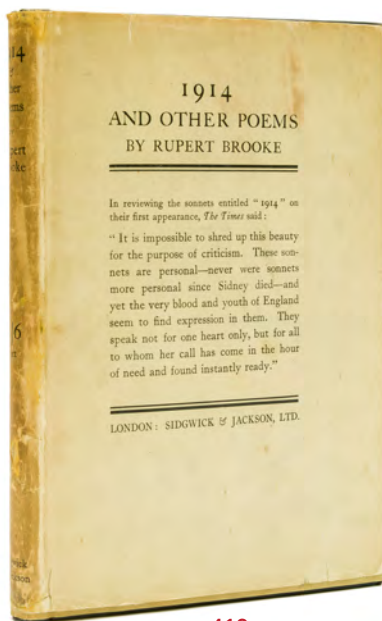 1914
AND OTHER POEMS
BY RUPERT BROOKE
In reviewing the sonnets entitled "1914" on
their first appearance, The Times said:
"It is impossible to shred up this beauty
for the purpose of criticism. These son-
nets are personal—never were sonnets
more personal since Sidney died—and
yet the very blood and youth of England
seem to find expression in them. They
speak not for one heart only, but for all
to whom her call has come in the hour
of need and found instantly ready."
LONDON: SIDGWICK & JACKSON, LTD.